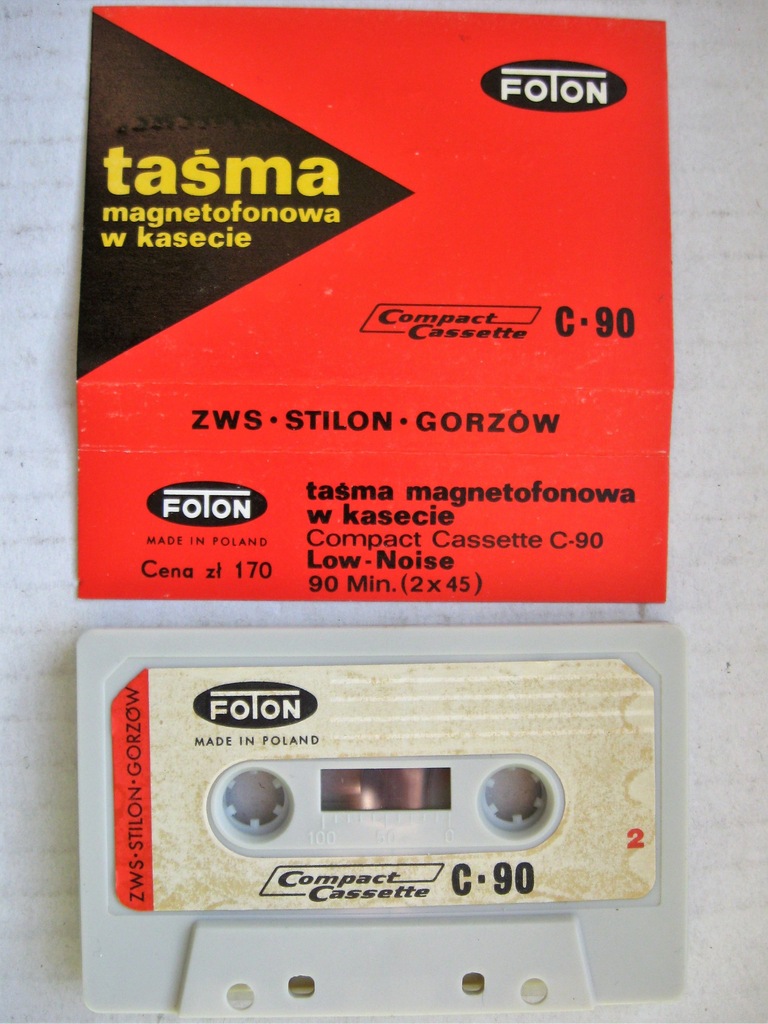 FOTON
taśma
magnetofonowa
w kasecie
Compact
Cassette
C·90
ZWS·STILON·GORZÓW
FOTON
MADE IN POLAND
Cena zł 170
taśma magnetofonowa
w kasecie
Compact Cassette C-90
Low-Noise
90 Min. (2x45)
ZWS·STILON·GORZÓW
FOTON
MADE IN POLAND
100 50 0
2
Compact
Cassette
C·90